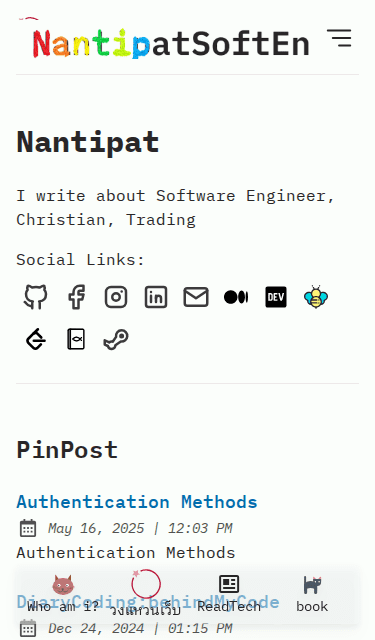 NantipatSoftEn
Nantipat
I write about Software Engineer,
Christian, Trading
Social Links:
DEV
PinPost
Authentication Methods
May 16, 2025 | 12:03 PM
Authentication Methods
DiaryCoding:behindMyCode
Who am i? วงแหวนเว็บ ReadTech book
Dec 24, 2024 | 01:15 PM